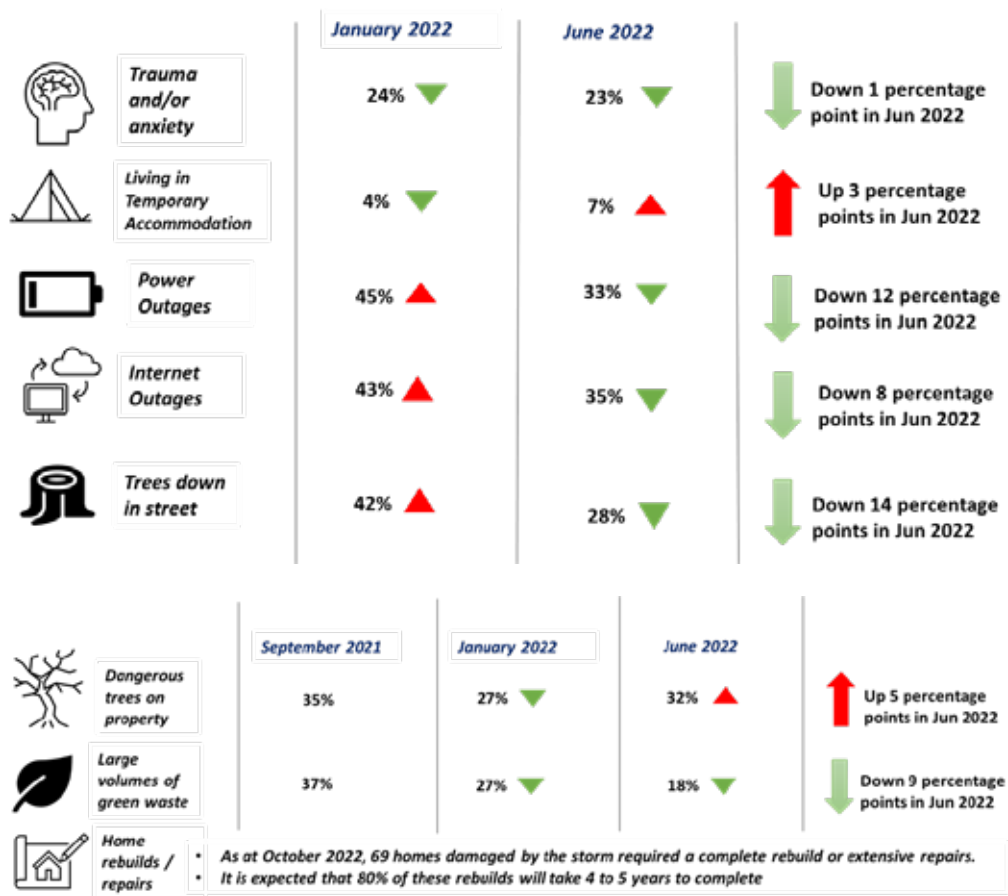 January 2022
June 2022
Trauma
and/or
anxiety
24%
23%
Down 1 percentage
point in Jun 2022
Living in
Temporary
Accommodation
4%
7%
Up 3 percentage
points in Jun 2022
Power
Outages
45%
33%
Down 12 percentage
points in Jun 2022
Internet
Outages
43%
35%
Down 8 percentage
points in Jun 2022
Trees down
in street
42%
28%
Down 14 percentage
points in Jun 2022
September 2021
January 2022
June 2022
Dangerous
trees on
property
35%
27%
32%
Up 5 percentage
points in Jun 2022
Large
volumes of
green waste
37%
27%
18%
Down 9 percentage
points in Jun 2022
Home
rebuilds /
repairs
• As at October 2022, 69 homes damaged by the storm required a complete rebuild or extensive repairs.
• It is expected that 80% of these rebuilds will take 4 to 5 years to complete